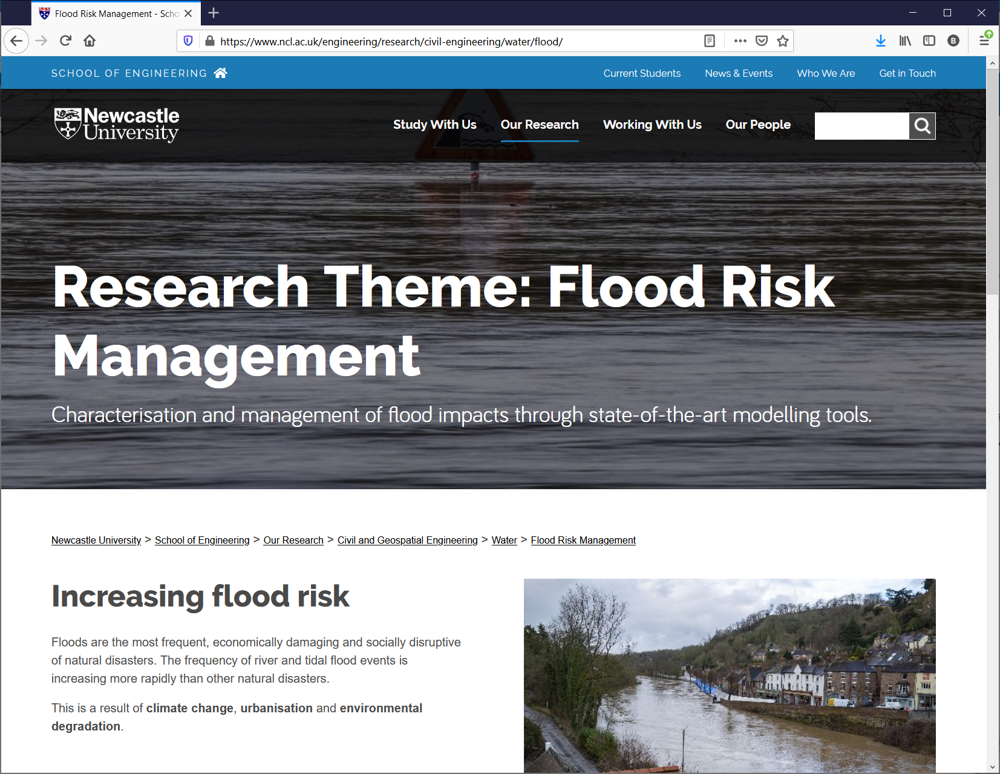 Flood Risk Management - Scho
https://www.ncl.ac.uk/engineering/research/civil-engineering/water/flood/
B
SCHOOL OF ENGINEERING
Current Students
News & Events
Who We Are
Get in Touch
Newcastle
University
Study With Us
Our Research
Working With Us
Our People
Research Theme: Flood Risk
Management
Characterisation and management of flood impacts through state-of-the-art modelling tools.
Newcastle University > School of Engineering > Our Research > Civil and Geospatial Engineering > Water > Flood Risk Management
Increasing flood risk
Floods are the most frequent, economically damaging and socially disruptive
of natural disasters. The frequency of river and tidal flood events is
increasing more rapidly than other natural disasters.
This is a result of climate change, urbanisation and environmental
degradation.